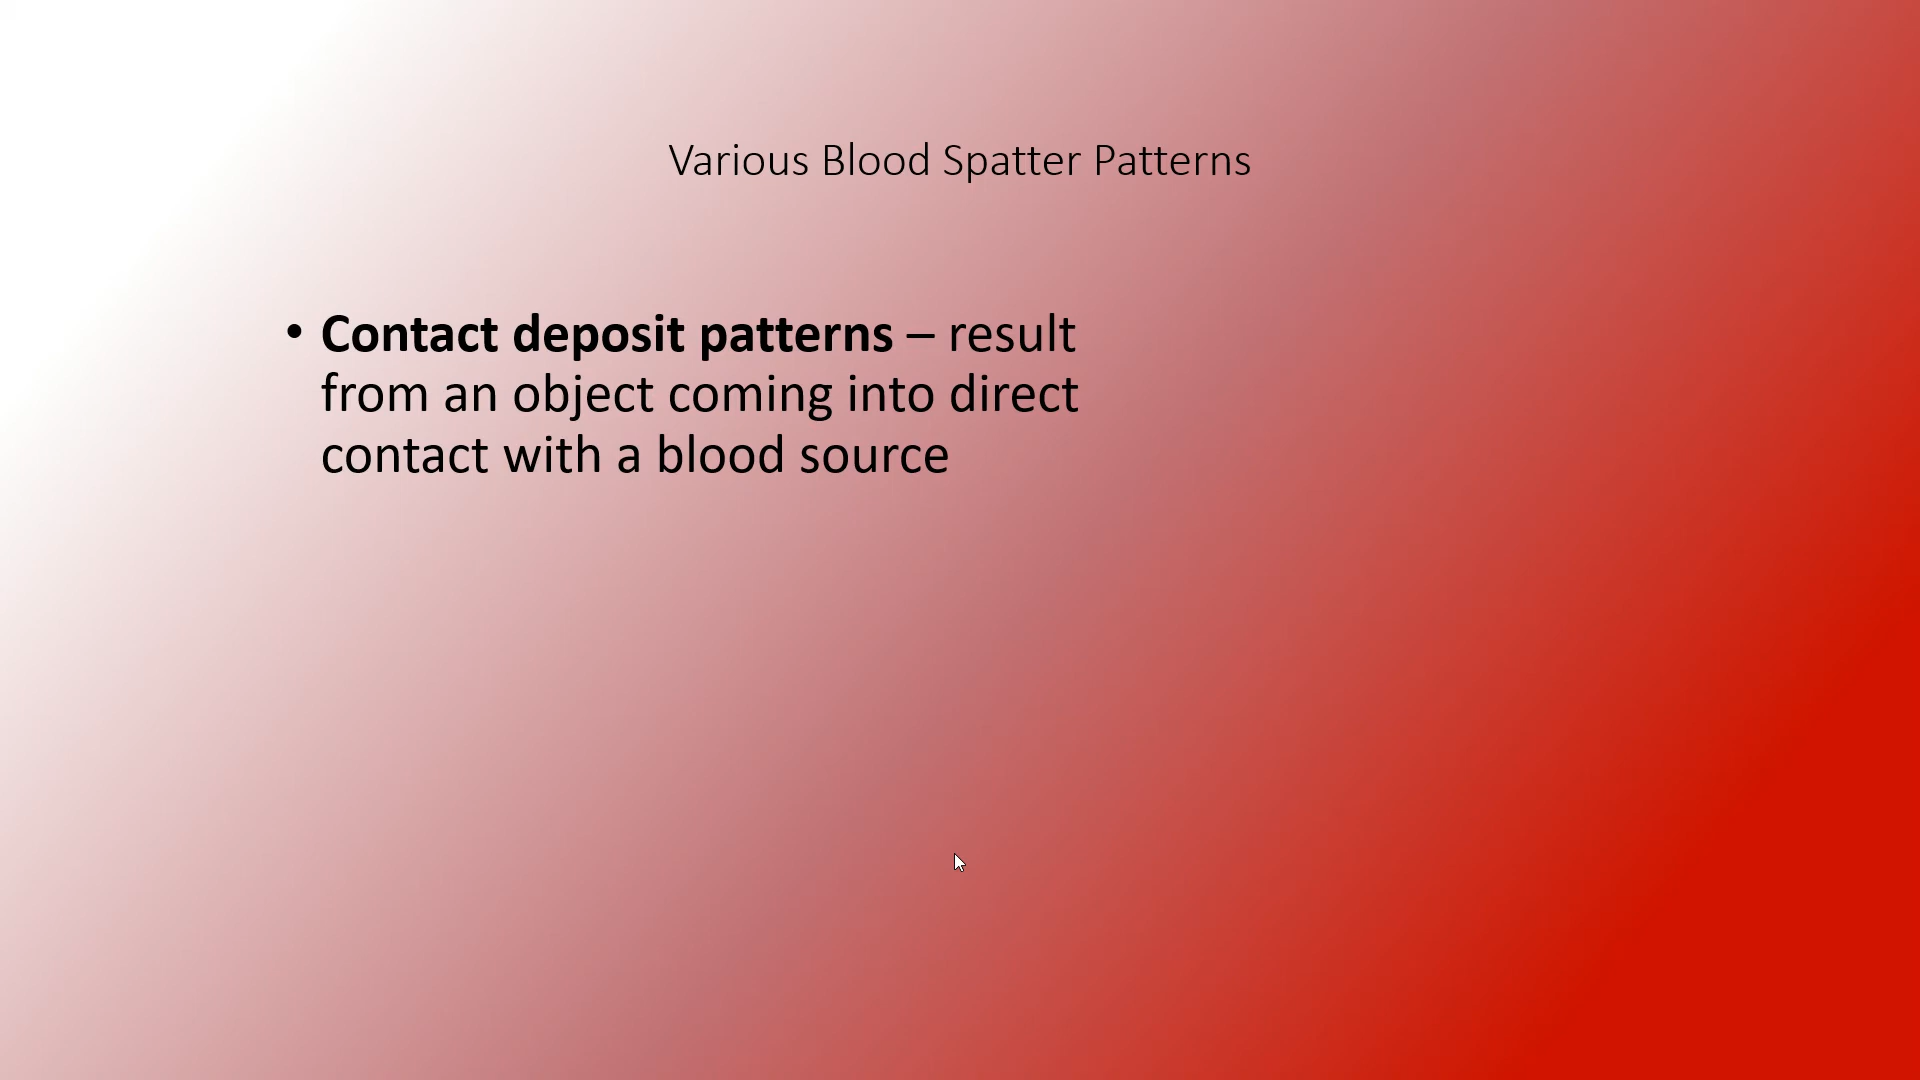 Various Blood Spatter Patterns
• Contact deposit patterns – result
from an object coming into direct
contact with a blood source